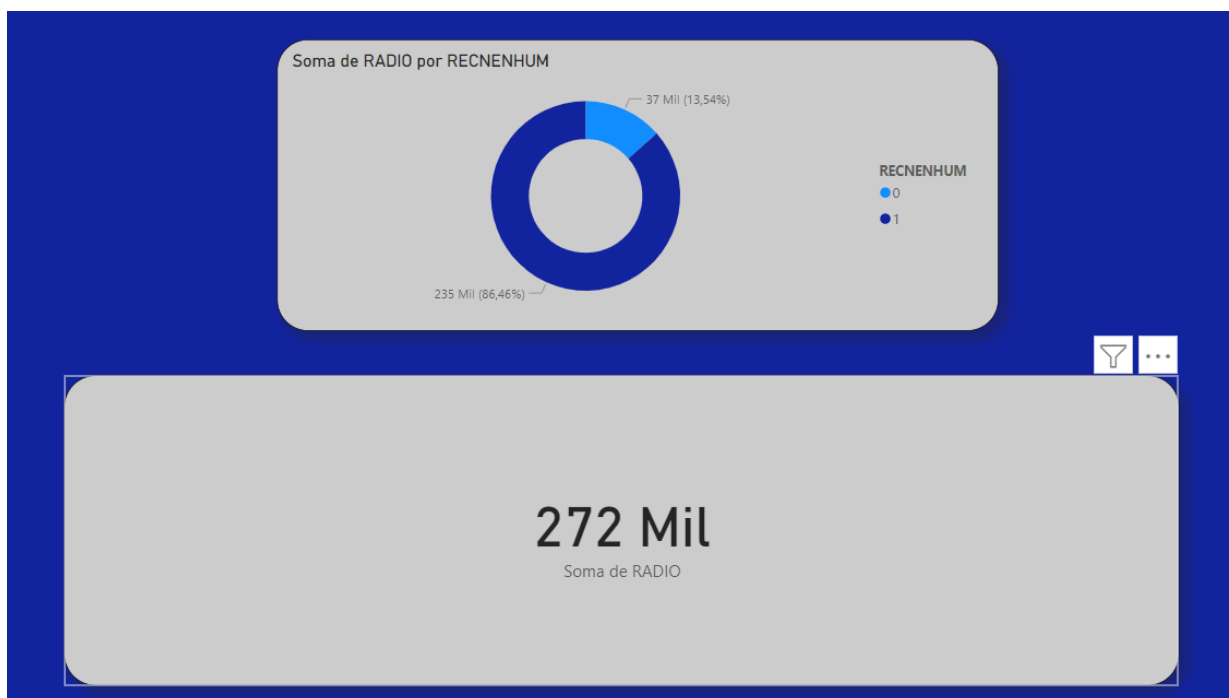 Soma de RADIO por RECNENHUM
37 Mil (13,54%)
RECNENHUM
0
1
235 Mil (86,46%)
272 Mil
Soma de RADIO